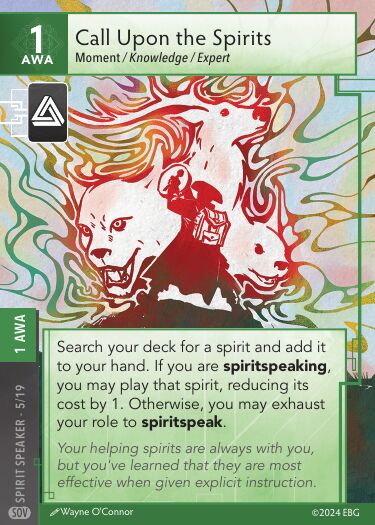 1
AWA
Call Upon the Spirits
Moment / Knowledge / Expert
1 AWA
Search your deck for a spirit and add it
to your hand. If you are spiritspeaking,
you may play that spirit, reducing its
cost by 1. Otherwise, you may exhaust
your role to spiritspeak.
Your helping spirits are always with you,
but you've learned that they are most
effective when given explicit instruction.
SOV SPIRIT SPEAKER - 5/19
Wayne O'Connor
©2024 EBG